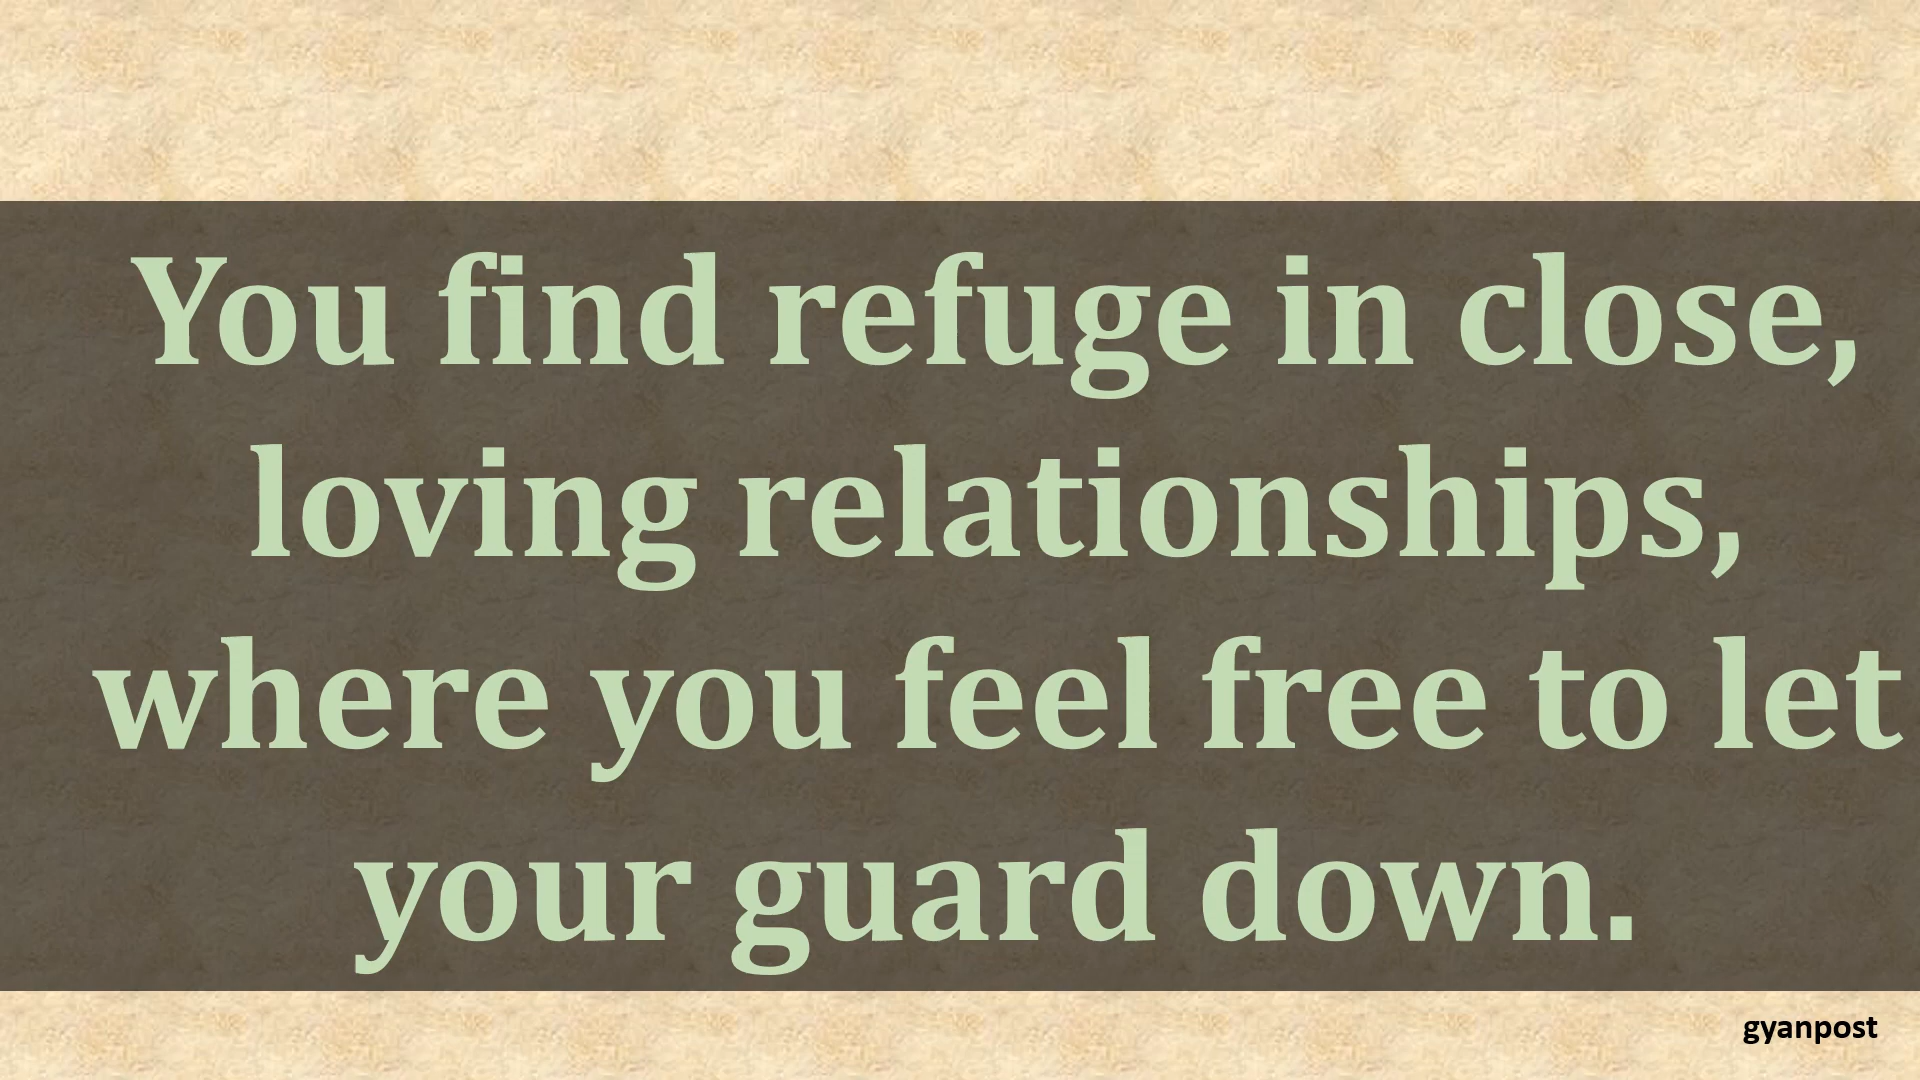 You find refuge in close,
loving relationships,
where you feel free to let
your guard down.
gyanpost